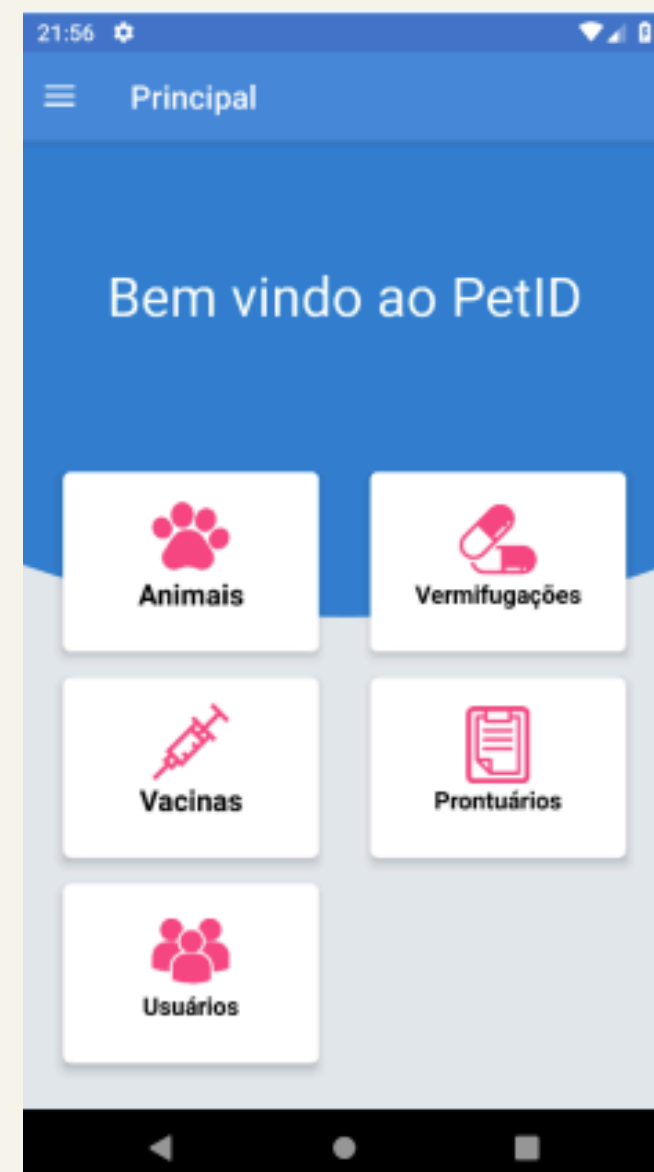 21:56
Principal
Bem vindo ao PetID
Animais
Vermifugações
Vacinas
Prontuários
Usuários